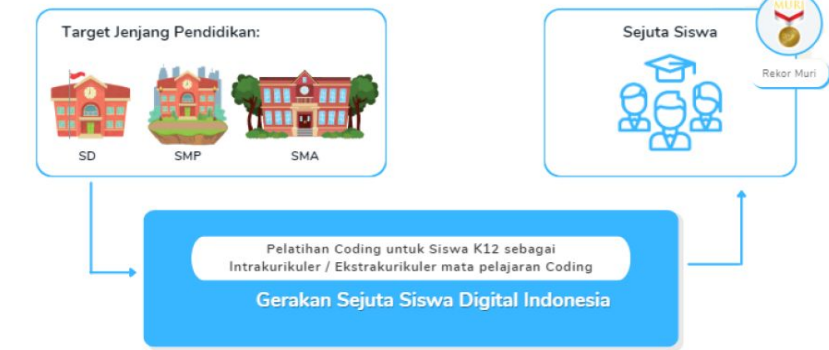 Target Jenjang Pendidikan:
SD
SMP
SMA
Sejuta Siswa
MURI
Rekor Muri
Pelatihan Coding untuk Siswa K12 sebagai
Intrakurikuler / Ekstrakurikuler mata pelajaran Coding
Gerakan Sejuta Siswa Digital Indonesia